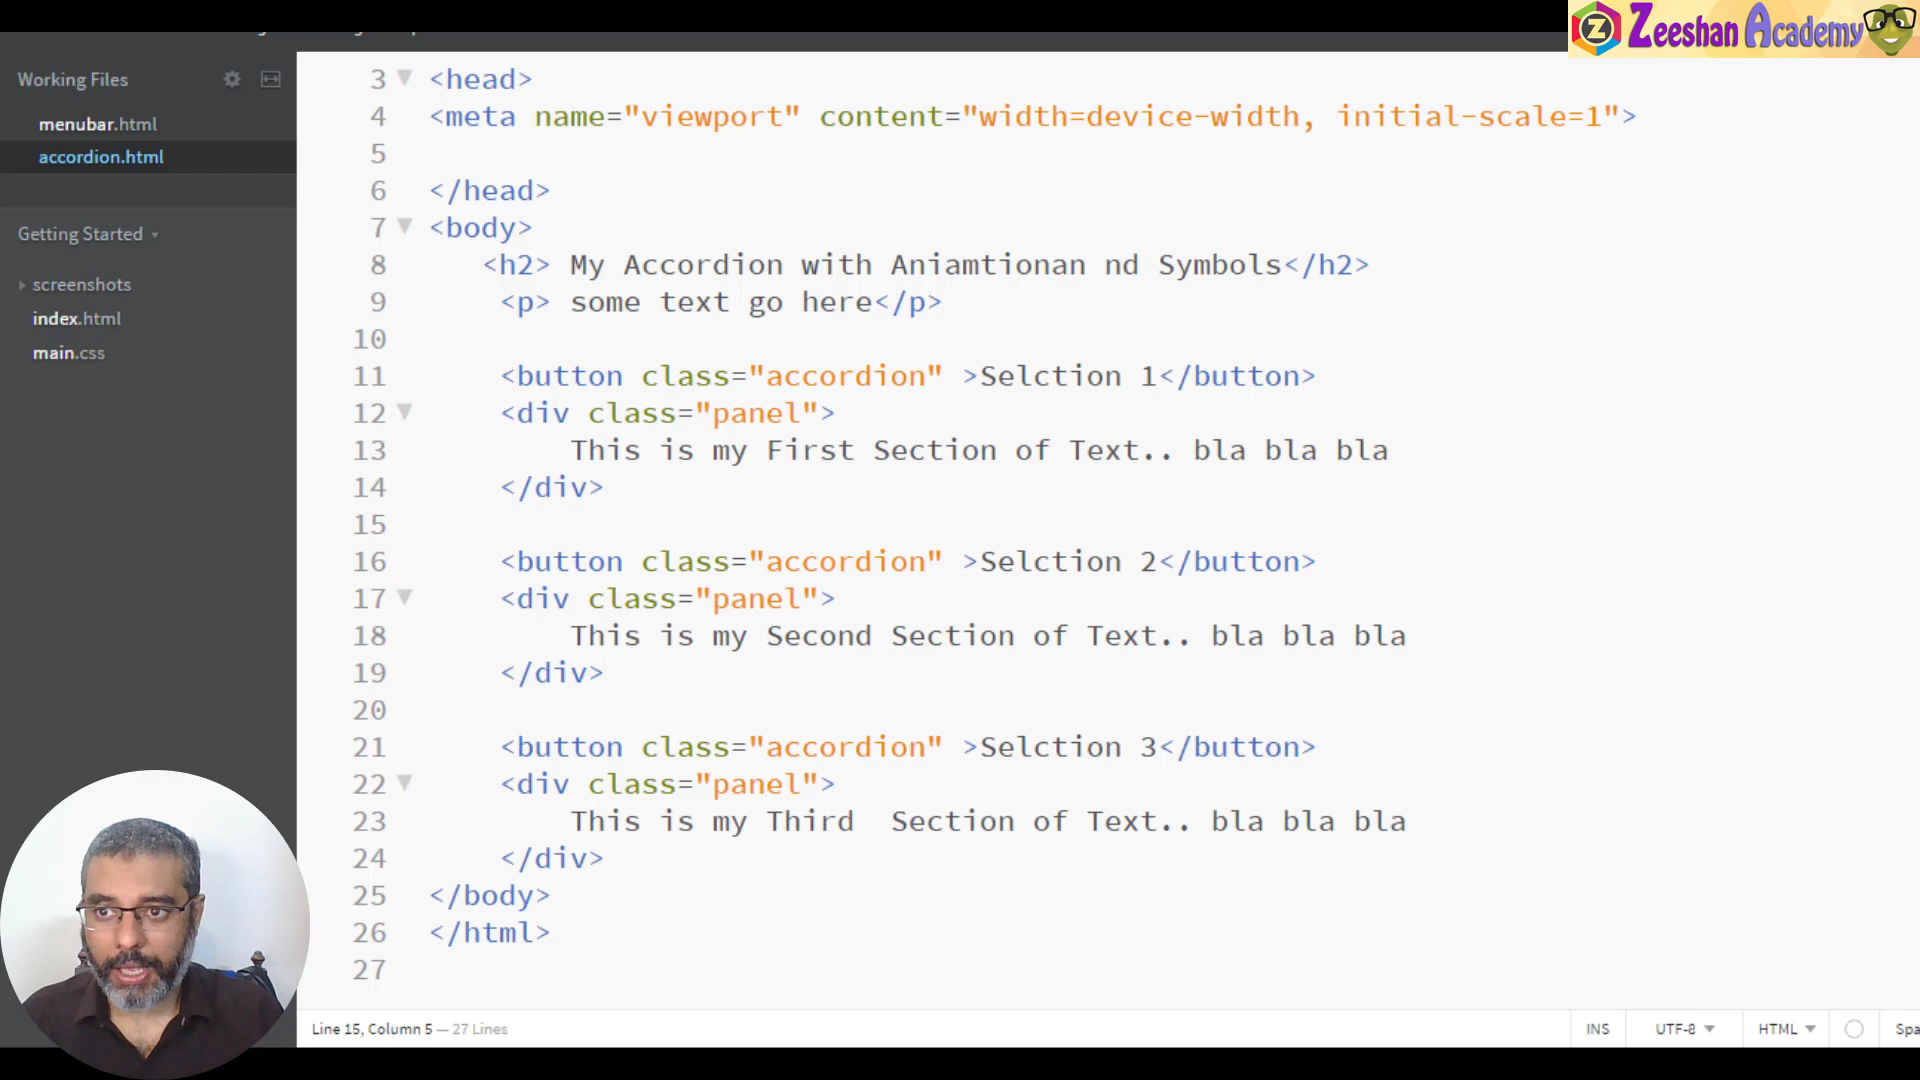 Zeeshan Academy
Working Files
menubar.html
accordion.html
Getting Started
screenshots
index.html
main.css
3 <head>
4 <meta name="viewport" content="width=device-width, initial-scale=1">
5
6 </head>
7 <body>
8 <h2> My Accordion with Aniamtionan nd Symbols</h2>
9 <p> some text go here</p>
10
11 <button class="accordion" >Selction 1</button>
12 <div class="panel">
13 This is my First Section of Text.. bla bla bla
14 </div>
15
16 <button class="accordion" >Selction 2</button>
17 <div class="panel">
18 This is my Second Section of Text.. bla bla bla
19 </div>
20
21 <button class="accordion" >Selction 3</button>
22 <div class="panel">
23 This is my Third  Section of Text.. bla bla bla
24 </div>
25 </body>
26 </html>
27
Line 15, Column 5 — 27 Lines
INS UTF-8 HTML Spa